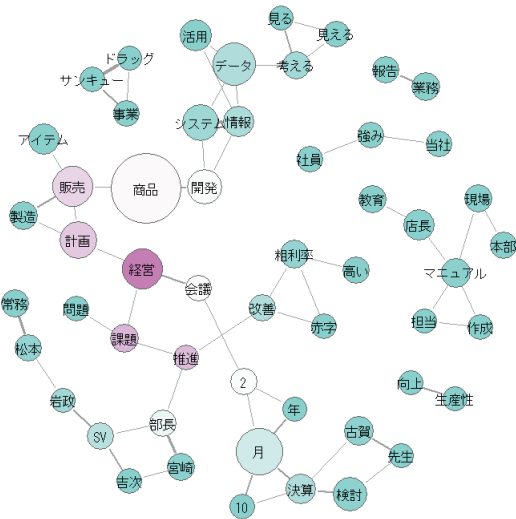 見る
活用
見える
ドラッグ
データ
考える
報告
サンキュー
業務
事業
システム
情報
アイテム
強み
当社
社員
販売
商品
開発
教育
現場
製造
店長
計画
本部
粗利率
経営
高い
マニュアル
会議
常務
問題
改善
赤字
担当
作成
松本
課題
推進
2
向上
生産性
岩政
年
部長
古賀
SV
月
先生
宮崎
吉次
決算
検討
10